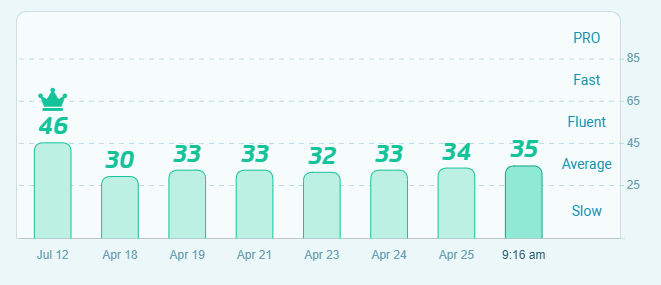 PRO
85
Fast
65
46
Fluent
45
30
33
33
32
33
34
35
Average
25
Slow
Jul 12
Apr 18
Apr 19
Apr 21
Apr 23
Apr 24
Apr 25
9:16 am